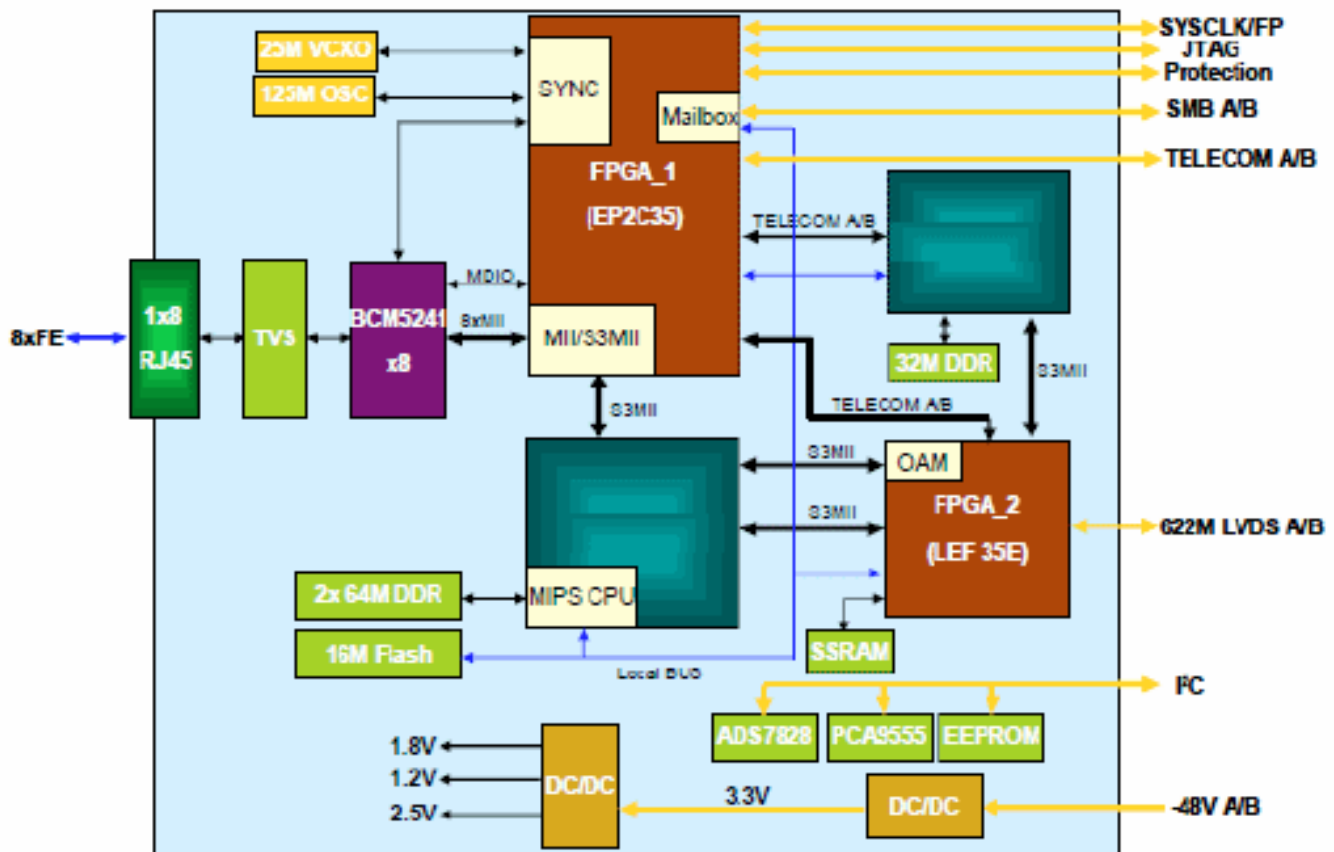 SYSCLK/FP
JTAG
Protection
SMB A/B
TELECOM A/B
25M VCXO
125M OSC
SYNC
Mailbox
FPGA_1
(EP2C35)
TELECOM A/B
MDIO
8xMII
MII/S3MII
8xFE
1x8
RJ45
TVS
BCM5241
x8
32M DDR
S3MII
S3MII
TELECOM A/B
S3MII
OAM
FPGA_2
(LEF 35E)
S3MII
622M LVDS A/B
2x 64M DDR
MIPS CPU
16M Flash
SSRAM
Local BUS
I²C
ADS7828
PCA9555
EEPROM
1.8V
1.2V
2.5V
DC/DC
3.3V
DC/DC
-48V A/B